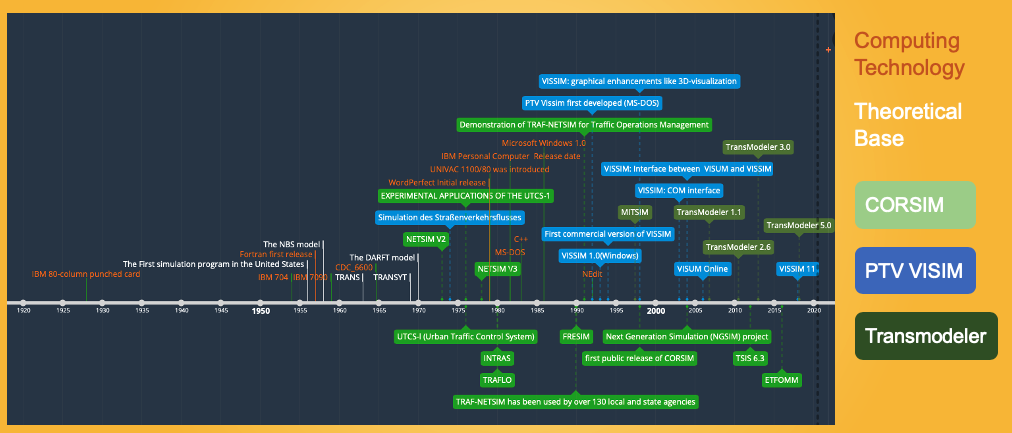 Computing
Technology
Theoretical
Base
CORSIM
PTV VISIM
Transmodeler
VISSIM: graphical enhancements like 3D-visualization
PTV Vissim first developed (MS-DOS)
Demonstration of TRAF-NETSIM for Traffic Operations Management
Microsoft Windows 1.0
TransModeler 3.0
IBM Personal Computer Release date
UNIVAC 1100/80 was introduced
VISSIM: Interface between VISUM and VISSIM
WordPerfect Initial release
EXPERIMENTAL APPLICATIONS OF THE UTCS-1
VISSIM: COM interface
Simulation des Straßenverkehrsflusses
MITSIM
TransModeler 1.1
TransModeler 5.0
NETSIM V2
C++
First commercial version of VISSIM
The NBS model
TransModeler 2.6
Fortran first release
MS-DOS
The DARFT model
VISSIM 1.0(Windows)
The First simulation program in the United States
CDC_6600
NETSIM V3
VISUM Online
VISSIM 11
IBM 80-column punched card
IBM 704
IBM 7090
TRANS
TRANSYT
NEdit
1920 1925 1930 1935 1940 1945 1950 1955 1960 1965 1970 1975 1980 1985 1990 1995 2000 2005 2010 2015 2020
UTCS-I (Urban Traffic Control System)
FRESIM
Next Generation Simulation (NGSIM) project
INTRAS
first public release of CORSIM
TSIS 6.3
TRAFLO
ETFOMM
TRAF-NETSIM has been used by over 130 local and state agencies